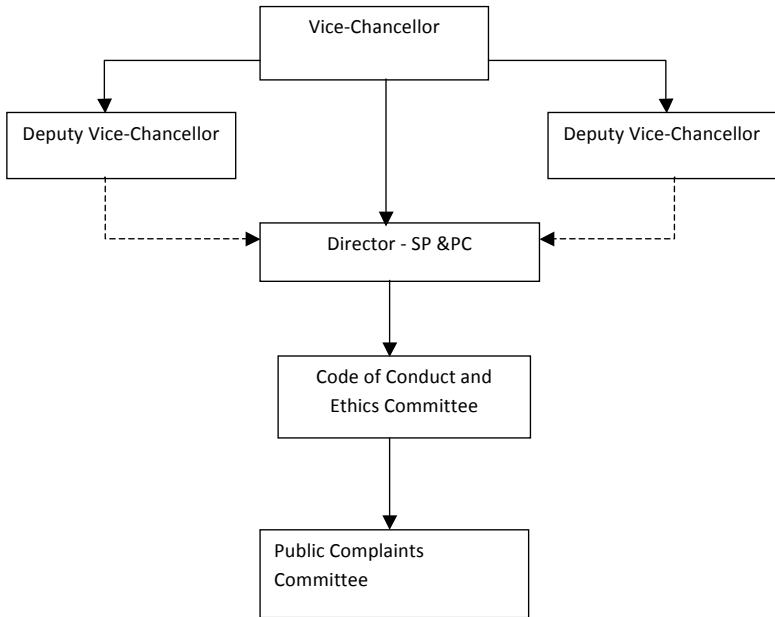 Vice-Chancellor
Deputy Vice-Chancellor
Deputy Vice-Chancellor
Director - SP &PC
Code of Conduct and
Ethics Committee
Public Complaints
Committee